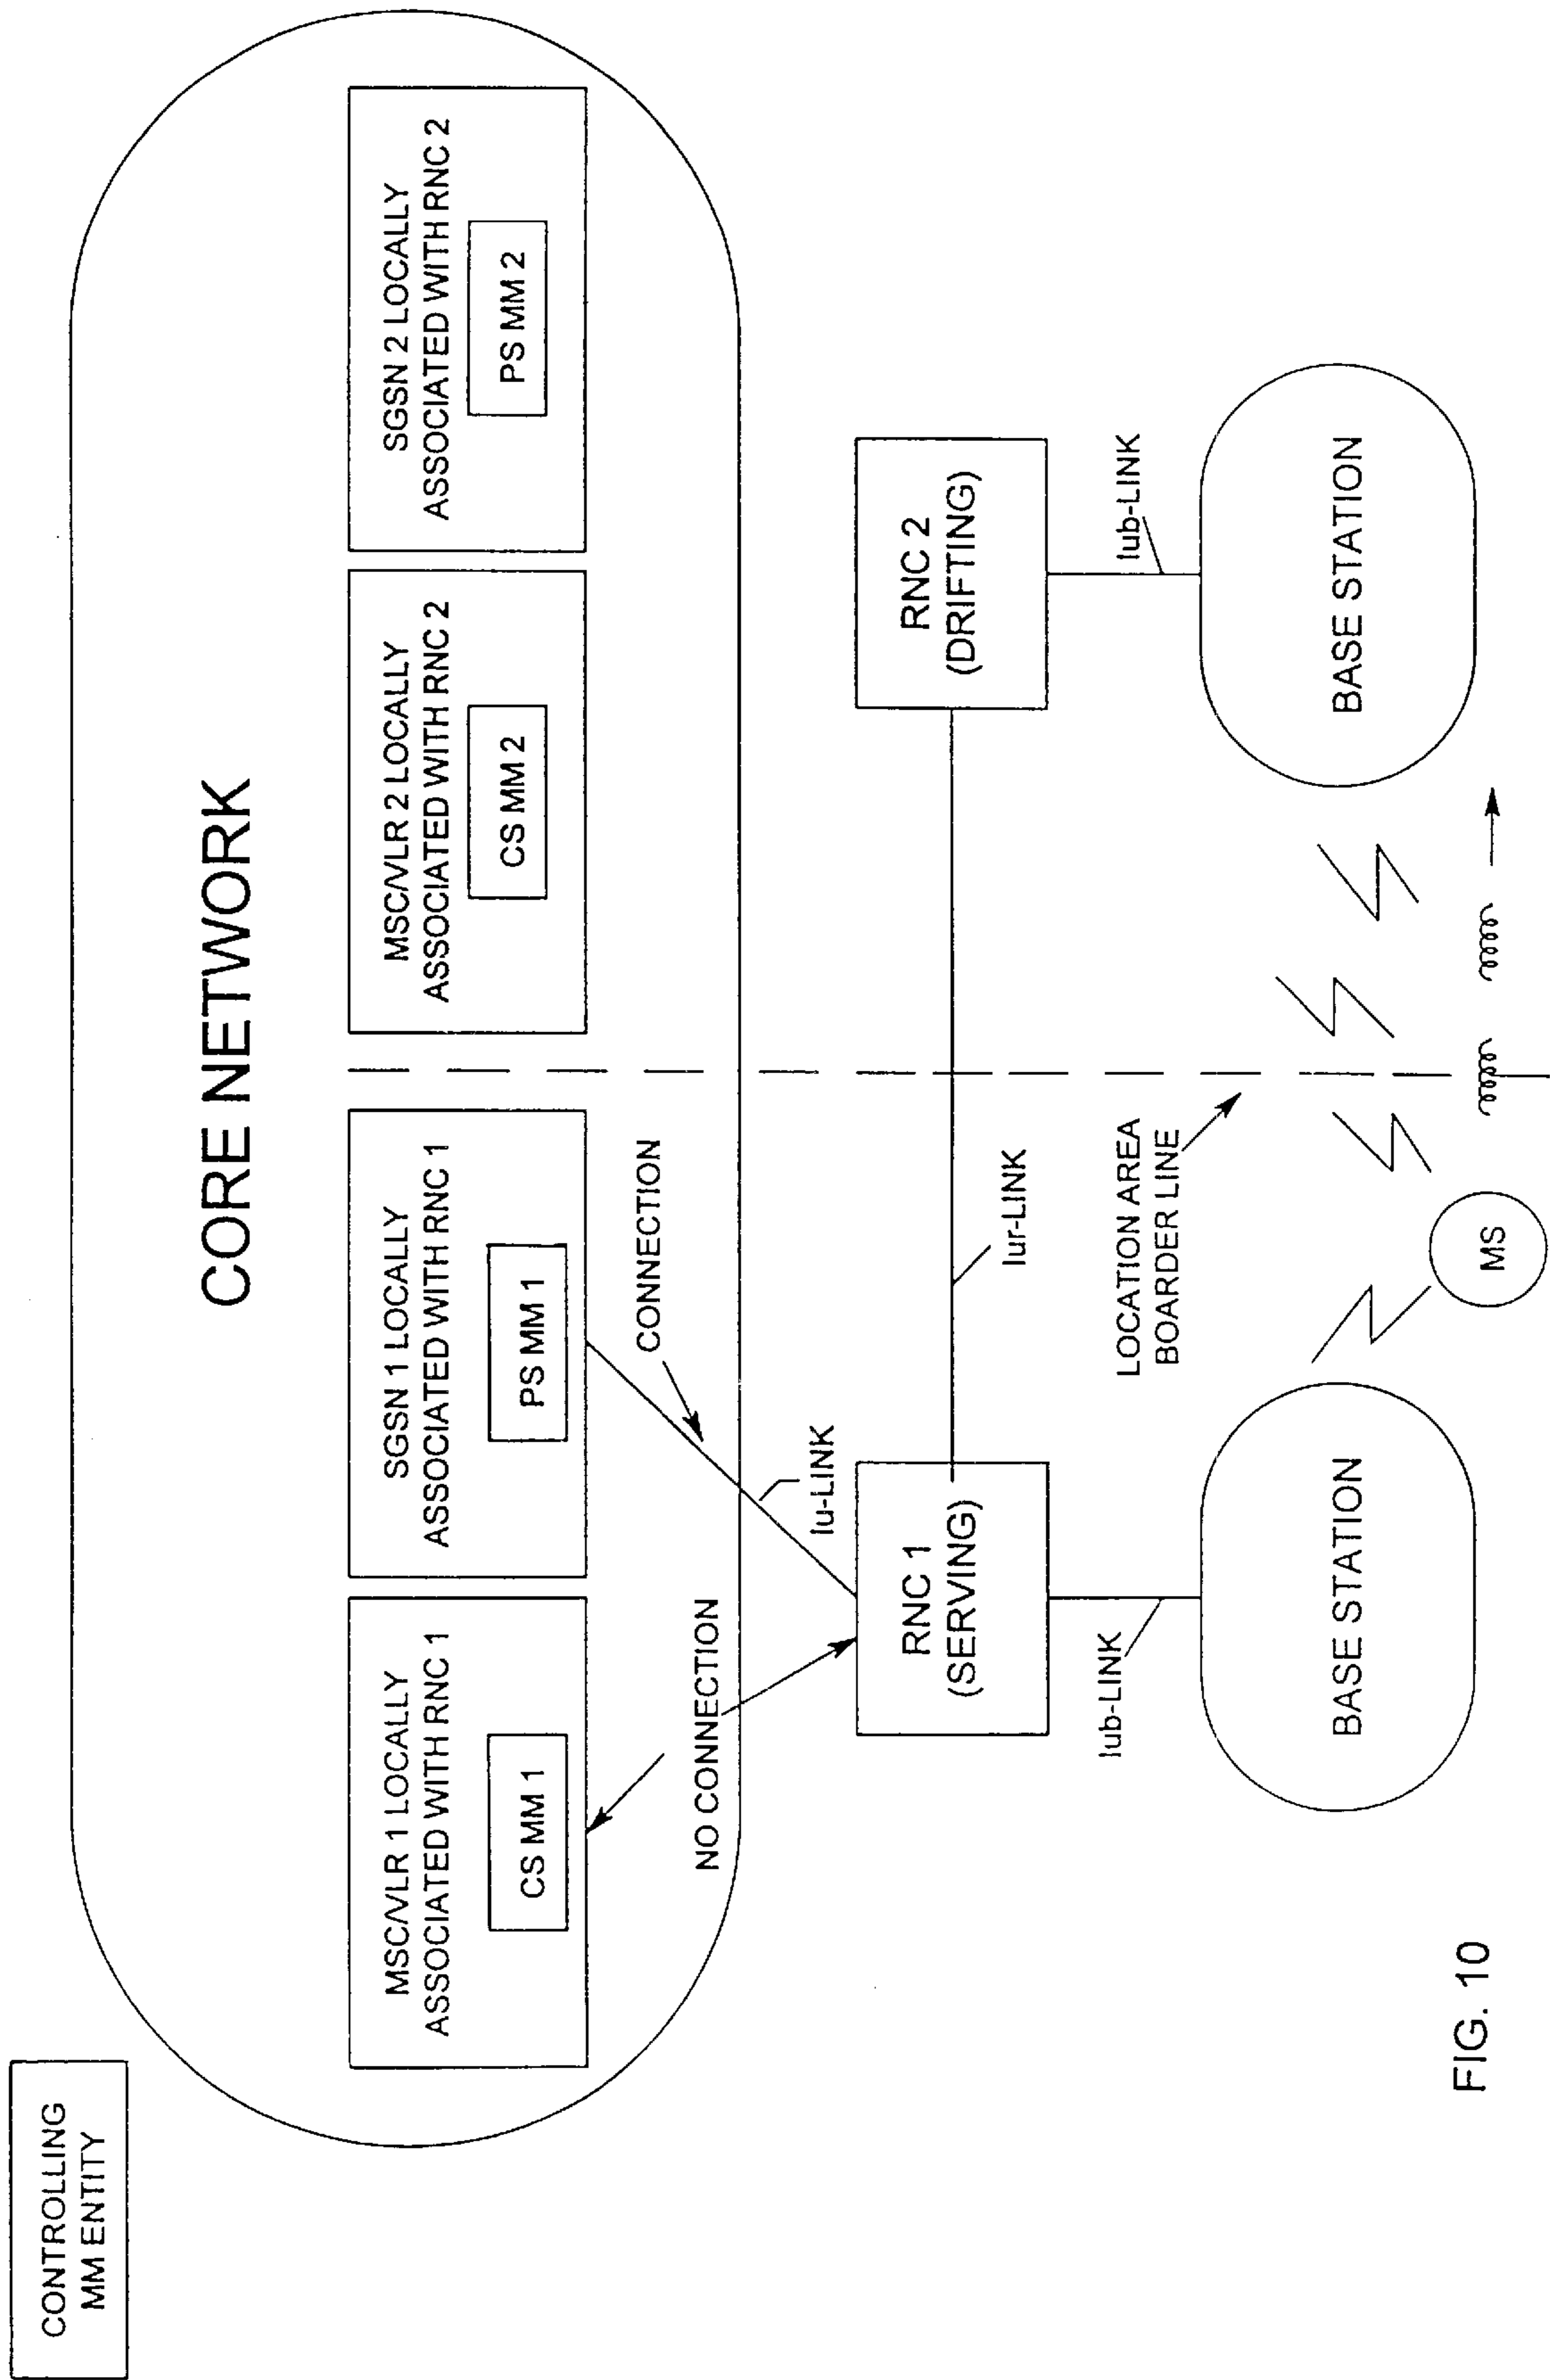 CONTROLLING
MM ENTITY
CORE NETWORK
MSC/VLR 1 LOCALLY
ASSOCIATED WITH RNC 1
CS MM 1
SGSN 1 LOCALLY
ASSOCIATED WITH RNC 1
PS MM 1
MSC/VLR 2 LOCALLY
ASSOCIATED WITH RNC 2
CS MM 2
SGSN 2 LOCALLY
ASSOCIATED WITH RNC 2
PS MM 2
NO CONNECTION
CONNECTION
Iu-LINK
RNC 1
(SERVING)
Iur-LINK
RNC 2
(DRIFTING)
Iub-LINK
LOCATION AREA
BOARDER LINE
Iub-LINK
BASE STATION
MS
BASE STATION
FIG. 10